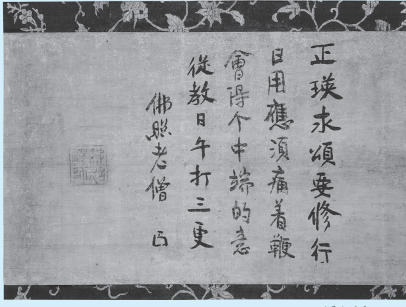 正瑛求頌要修行
日用應須痛着鞭
會得个中端的意
從教日午打三更
佛照老僧